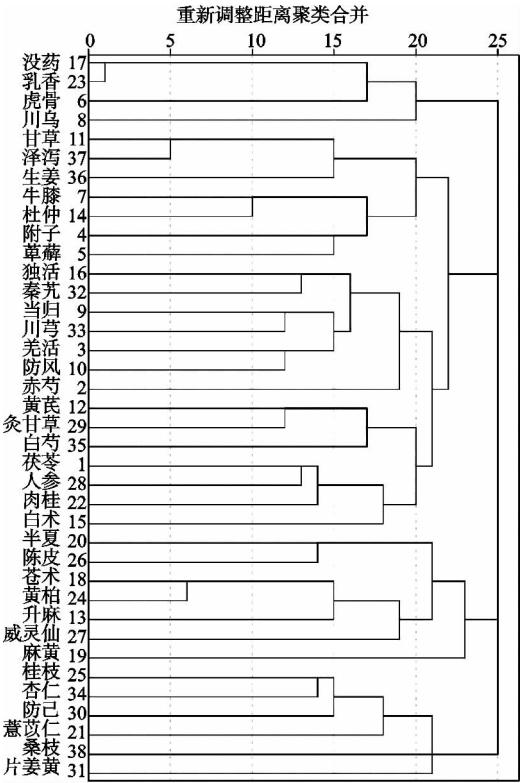 重新调整距离聚类合并
0 5 10 15 20 25
没药 17
乳香 23
虎骨 6
川乌 8
甘草 11
泽泻 37
生姜 36
牛膝 7
杜仲 14
附子 4
萆薢 5
独活 16
秦艽 32
当归 9
川芎 33
羌活 3
防风 10
赤芍 2
黄芪 12
灸甘草 29
白芍 35
茯苓 1
人参 28
肉桂 22
白术 15
半夏 20
陈皮 26
苍术 18
黄柏 24
升麻 13
威灵仙 27
麻黄 19
桂枝 25
杏仁 34
防己 30
薏苡仁 21
桑枝 38
片姜黄 31